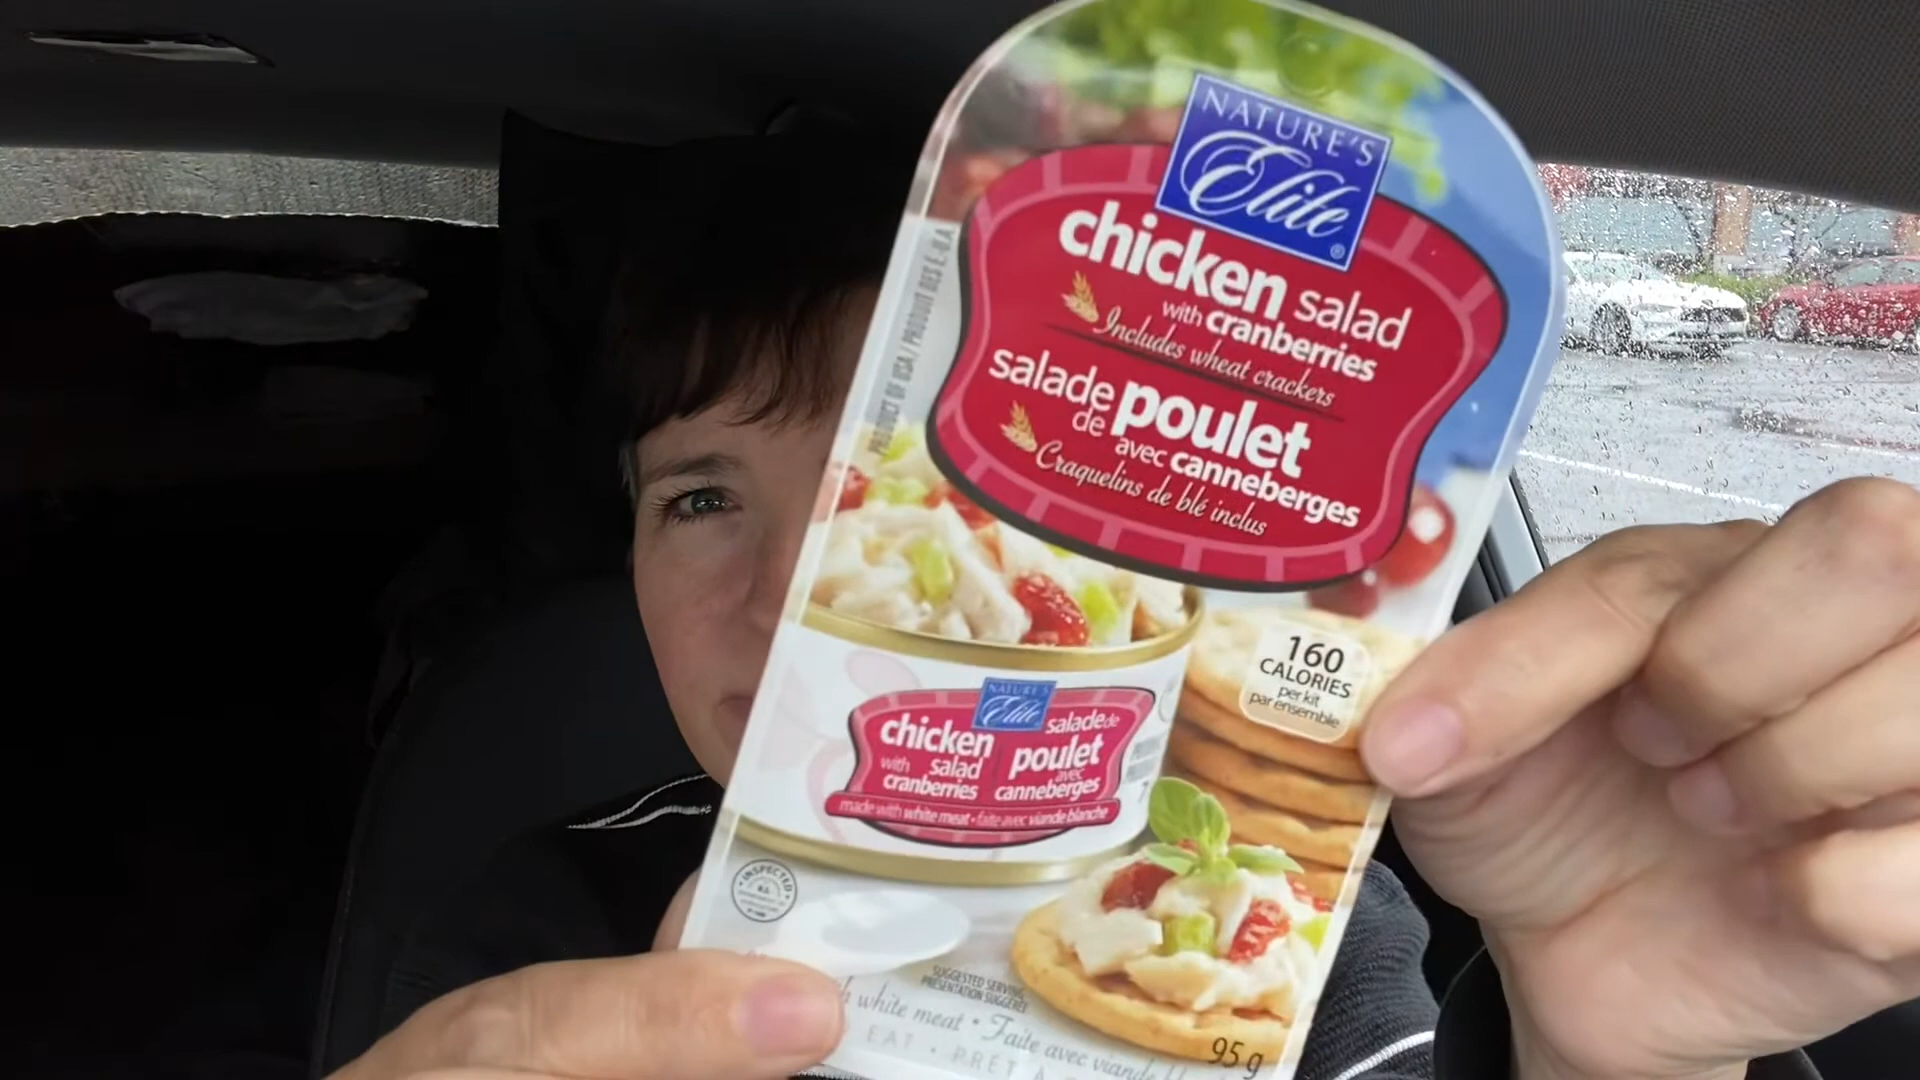 NATURE'S
Elite
®
chicken salad
with cranberries
Includes wheat crackers
salade de poulet
avec canneberges
Craquelins de blé inclus
PRODUCT OF USA / PRODUIT DES É.-U.A.
160
CALORIES
per kit
par ensemble
NATURE'S
Elite
chicken salad
with cranberries
salade de poulet
avec canneberges
made with white meat • faite avec viande blanche
INSPECTED
SUGGESTED SERVING
PRÉSENTATION SUGGÉRÉE
white meat • Faite avec viande
EAT • PRÊT À
95 g